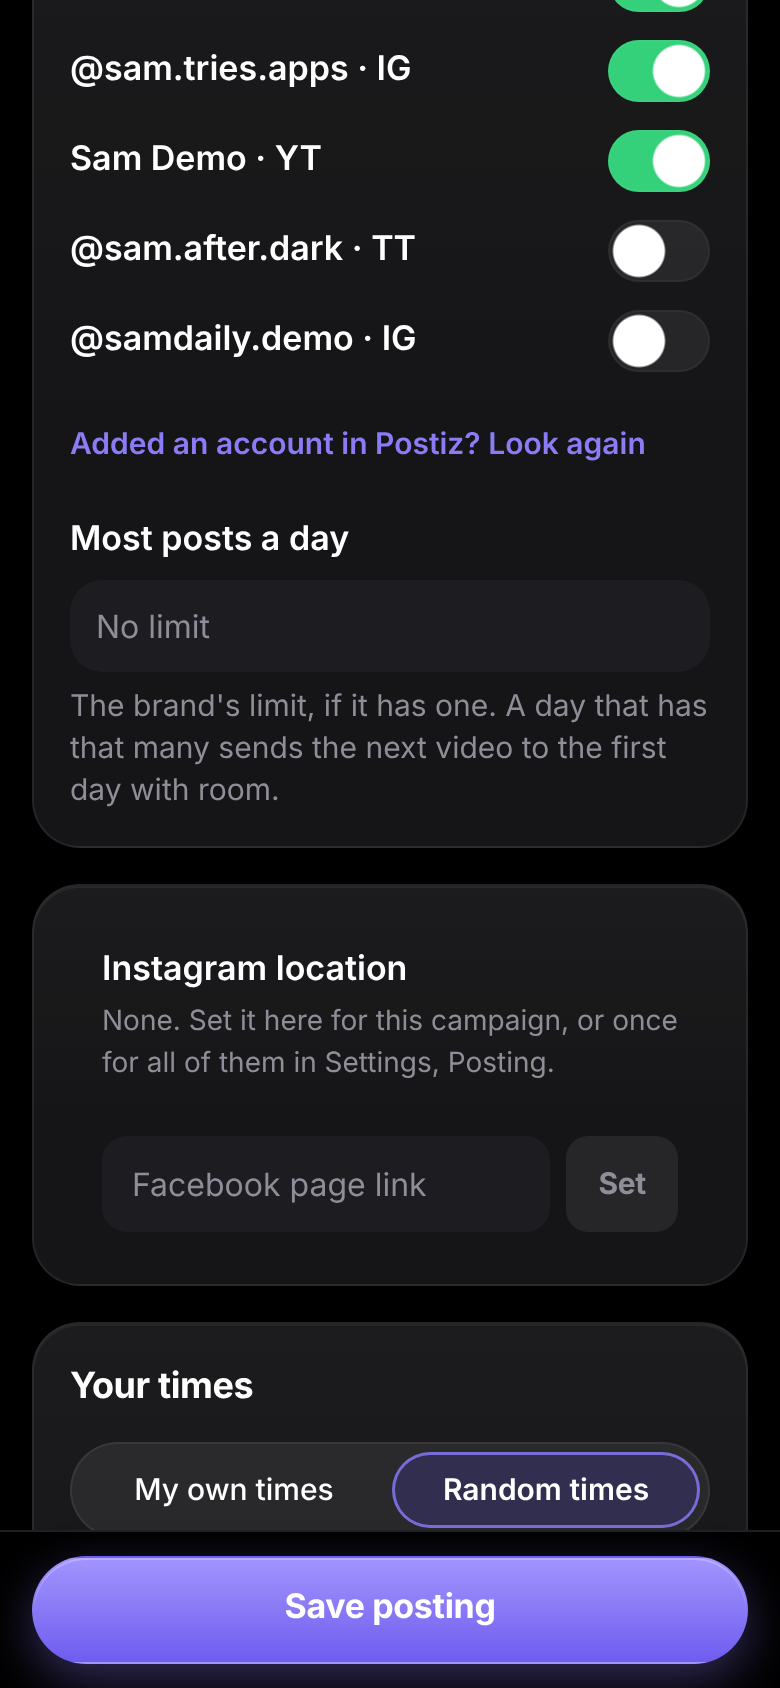 @sam.tries.apps · IG
Sam Demo · YT
@sam.after.dark · TT
@samdaily.demo · IG
Added an account in Postiz? Look again
Most posts a day
No limit
The brand's limit, if it has one. A day that has
that many sends the next video to the first
day with room.
Instagram location
None. Set it here for this campaign, or once
for all of them in Settings, Posting.
Facebook page link
Set
Your times
My own times
Random times
Save posting